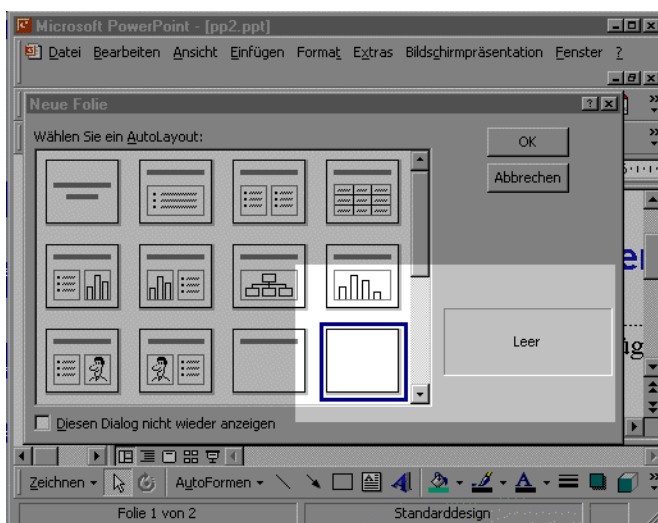 Microsoft PowerPoint - [pp2.ppt]
Datei Bearbeiten Ansicht Einfügen Format Extras Bildschirmpräsentation Fenster ?
Neue Folie
Wählen Sie ein AutoLayout:
OK
Abbrechen
Leer
Diesen Dialog nicht wieder anzeigen
Zeichnen AutoFormen
Folie 1 von 2 Standarddesign